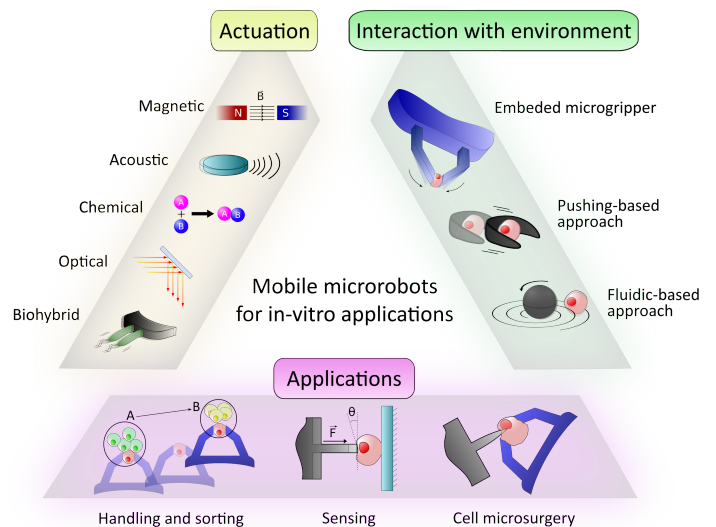 Actuation
Interaction with environment
Magnetic
B
N
S
Acoustic
Chemical
A
+
B
A B
Optical
Biohybrid
Embeded microgripper
Pushing-based
approach
Fluidic-based
approach
Mobile microrobots
for in-vitro applications
Applications
A
B
F
θ
Handling and sorting
Sensing
Cell microsurgery